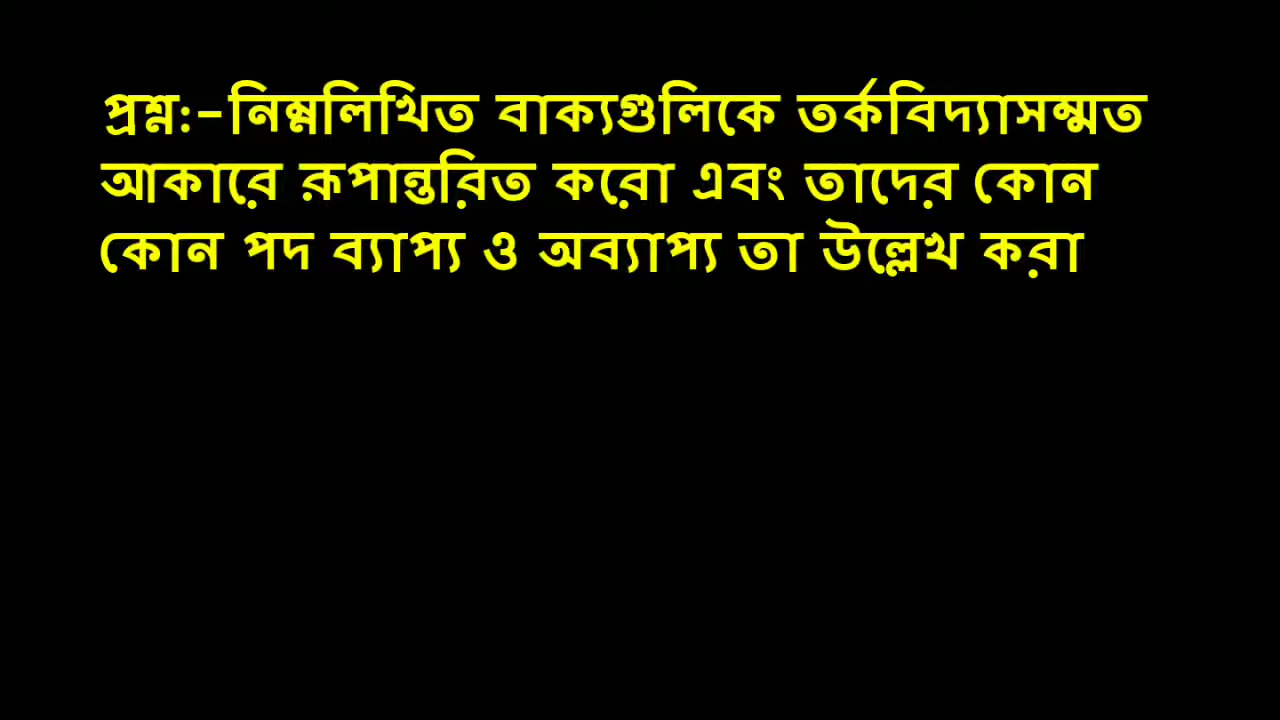 প্রশ্ন:-নিম্নলিখিত বাক্যগুলিকে তর্কবিদ্যাসম্মত
আকারে রূপান্তরিত করো এবং তাদের কোন
কোন পদ ব্যাপ্য ও অব্যাপ্য তা উল্লেখ করা